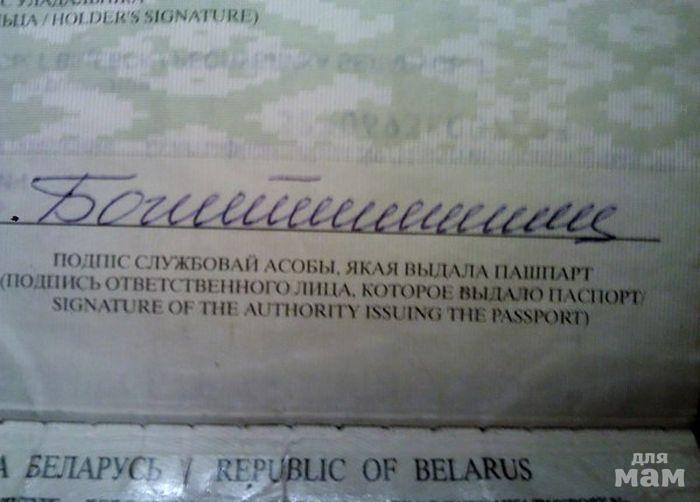 ЬЦА / HOLDER'S SIGNATURE)
ПОДПІС СЛУЖБОВАЙ АСОБЫ, ЯКАЯ ВЫДАЛА ПАШПАРТ
(ПОДПИСЬ ОТВЕТСТВЕННОГО ЛИЦА, КОТОРОЕ ВЫДАЛО ПАСПОРТ/
SIGNATURE OF THE AUTHORITY ISSUING THE PASSPORT)
А БЕЛАРУСЬ / REPUBLIC OF BELARUS
для
мам